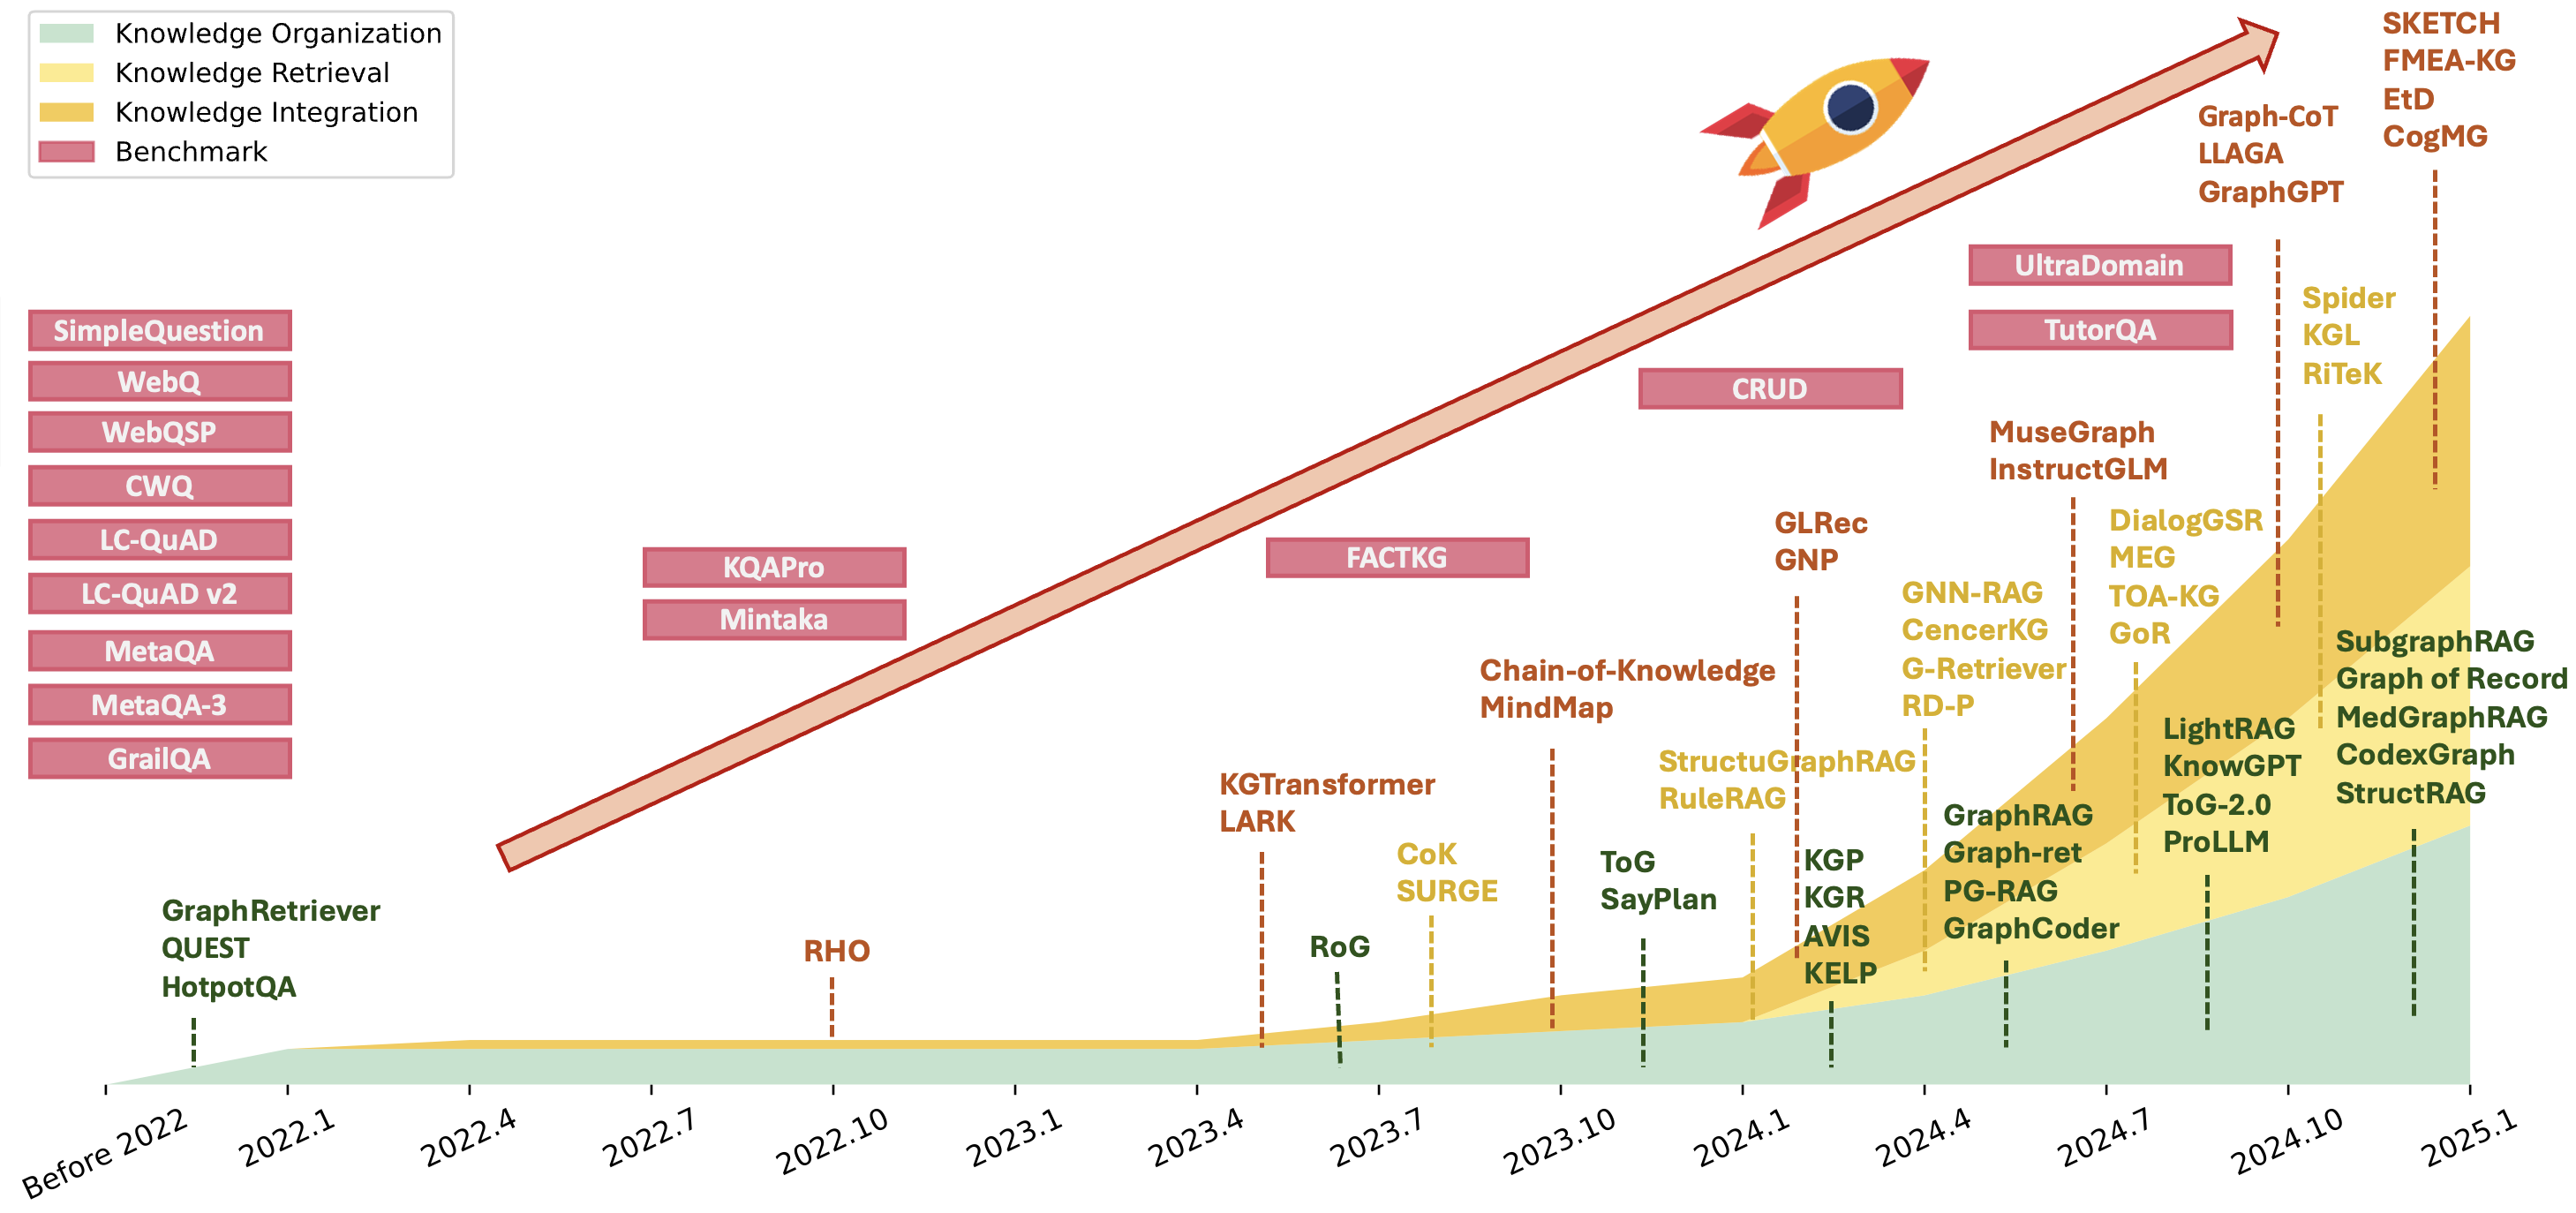 Knowledge Organization
Knowledge Retrieval
Knowledge Integration
Benchmark
SimpleQuestion
WebQ
WebQSP
CWQ
LC-QuAD
LC-QuAD v2
MetaQA
MetaQA-3
GrailQA
GraphRetriever
QUEST
HotpotQA
KQAPro
Mintaka
RHO
FACTKG
KGTransformer
LARK
RoG
CoK
SURGE
Chain-of-Knowledge
MindMap
ToG
SayPlan
CRUD
StructuGraphRAG
RuleRAG
GLRec
GNP
KGP
KGR
AVIS
KELP
UltraDomain
TutorQA
GNN-RAG
CencerKG
G-Retriever
RD-P
MuseGraph
InstructGLM
GraphRAG
Graph-ret
PG-RAG
GraphCoder
DialogGSR
MEG
TOA-KG
GoR
LightRAG
KnowGPT
ToG-2.0
ProLLM
Graph-CoT
LLAGA
GraphGPT
Spider
KGL
RiTeK
SKETCH
FMEA-KG
EtD
CogMG
SubgraphRAG
Graph of Record
MedGraphRAG
CodexGraph
StructRAG
Before 2022
2022.1
2022.4
2022.7
2022.10
2023.1
2023.4
2023.7
2023.10
2024.1
2024.4
2024.7
2024.10
2025.1